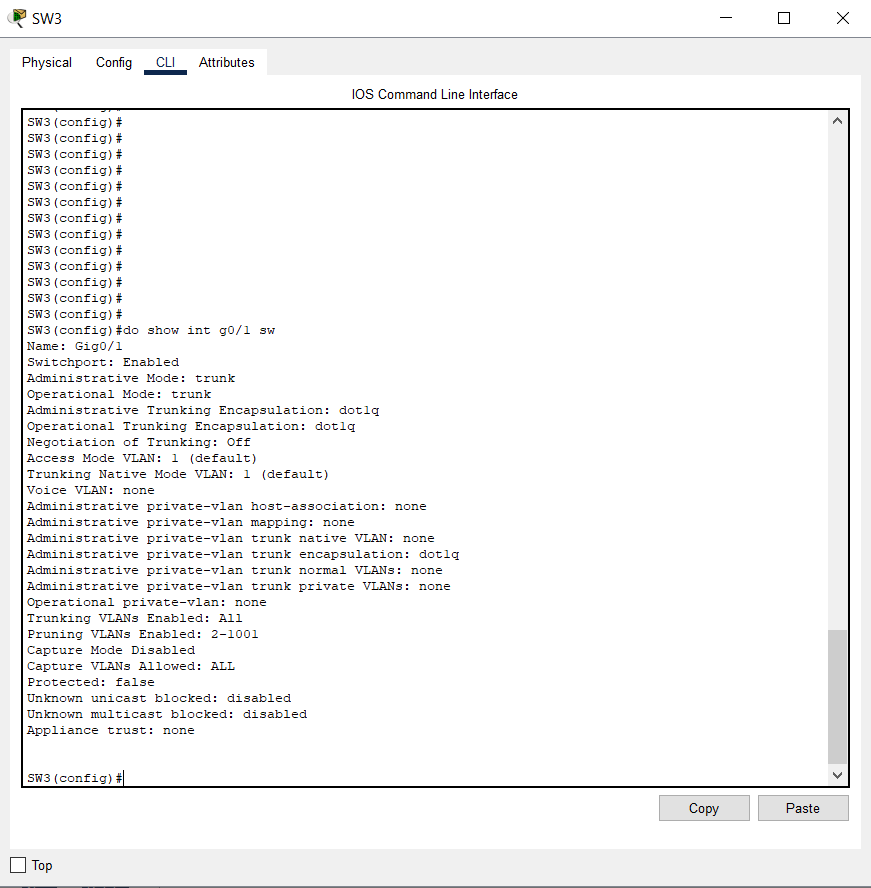 SW3
Physical Config CLI Attributes
IOS Command Line Interface
SW3(config)#
SW3(config)#
SW3(config)#
SW3(config)#
SW3(config)#
SW3(config)#
SW3(config)#
SW3(config)#
SW3(config)#
SW3(config)#
SW3(config)#
SW3(config)#
SW3(config)#
SW3(config)#do show int g0/1 sw
Name: Gig0/1
Switchport: Enabled
Administrative Mode: trunk
Operational Mode: trunk
Administrative Trunking Encapsulation: dot1q
Operational Trunking Encapsulation: dot1q
Negotiation of Trunking: Off
Access Mode VLAN: 1 (default)
Trunking Native Mode VLAN: 1 (default)
Voice VLAN: none
Administrative private-vlan host-association: none
Administrative private-vlan mapping: none
Administrative private-vlan trunk native VLAN: none
Administrative private-vlan trunk encapsulation: dot1q
Administrative private-vlan trunk normal VLANs: none
Administrative private-vlan trunk private VLANs: none
Operational private-vlan: none
Trunking VLANs Enabled: All
Pruning VLANs Enabled: 2-1001
Capture Mode Disabled
Capture VLANs Allowed: ALL
Protected: false
Unknown unicast blocked: disabled
Unknown multicast blocked: disabled
Appliance trust: none
SW3(config)#
Copy Paste
Top